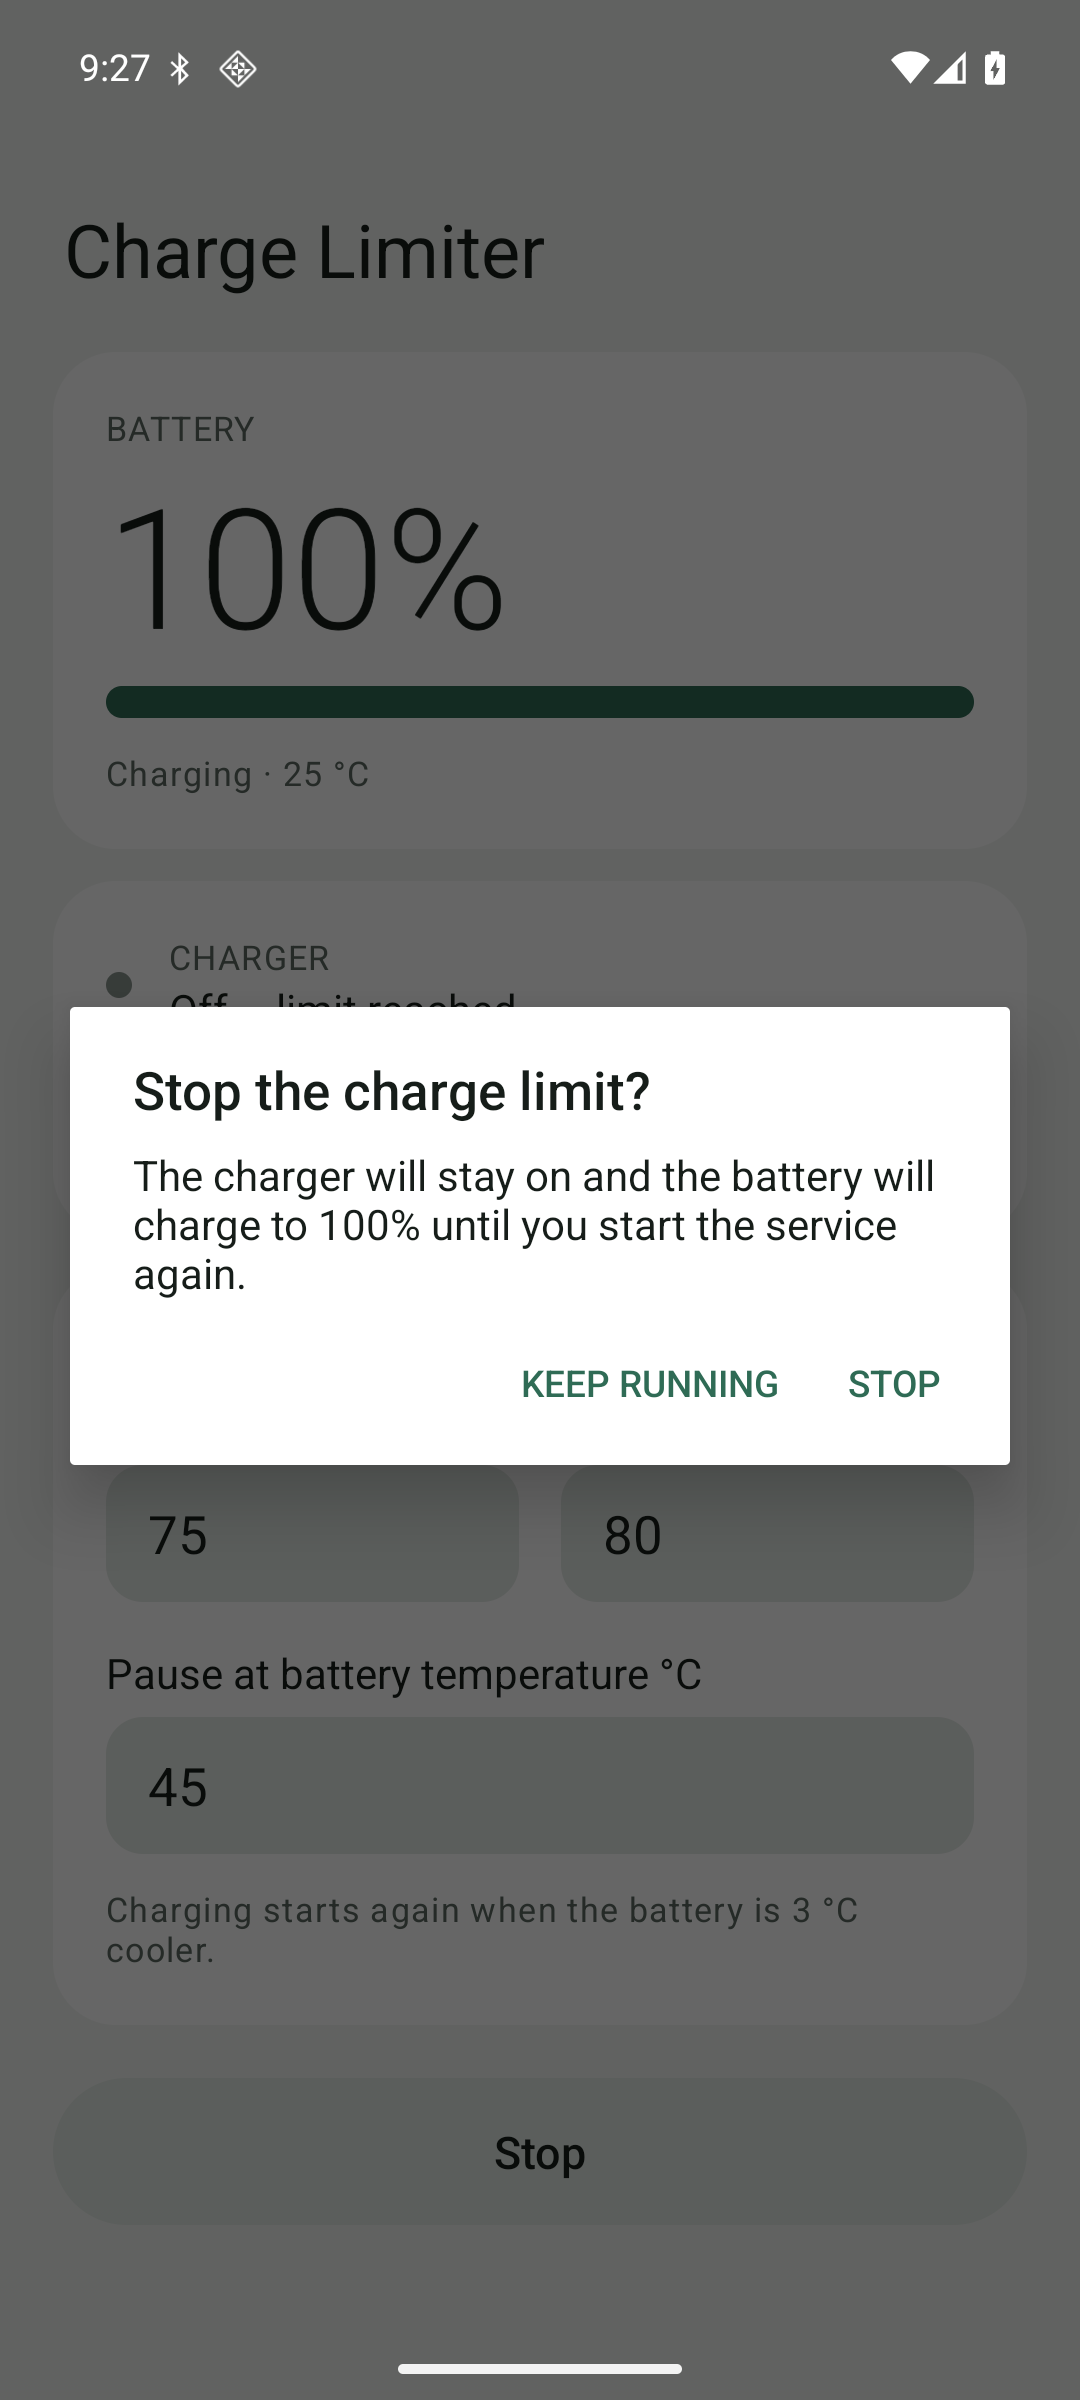 9:27
Charge Limiter
BATTERY
100%
Charging · 25 °C
CHARGER
Stop the charge limit?
The charger will stay on and the battery will
charge to 100% until you start the service
again.
KEEP RUNNING STOP
75 80
Pause at battery temperature °C
45
Charging starts again when the battery is 3 °C
cooler.
Stop